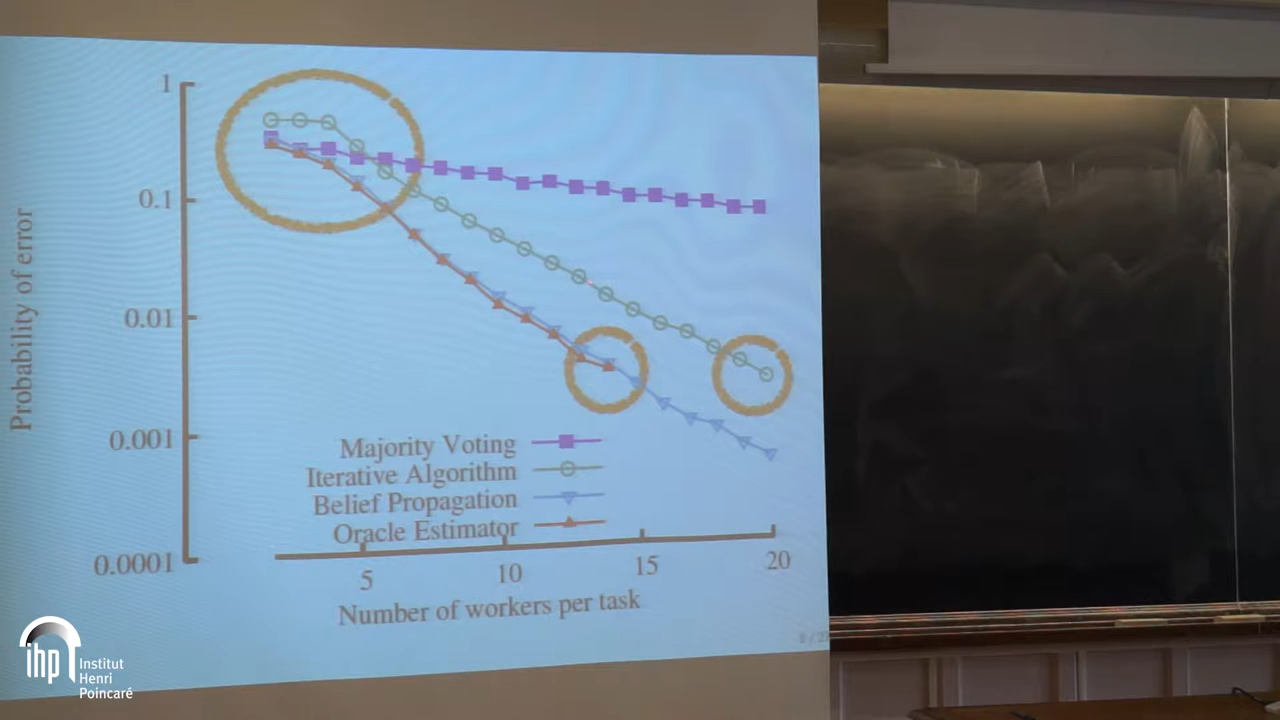 1
0.1
0.01
0.001
0.0001
Probability of error
Majority Voting
Iterative Algorithm
Belief Propagation
Oracle Estimator
5 10 15 20
Number of workers per task
ihp Institut
Henri
Poincaré